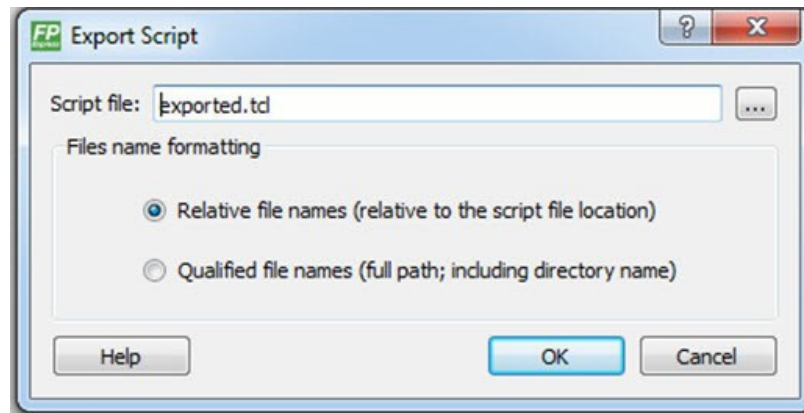 FP Express Export Script
Script file: exported.tcl
...
Files name formatting
Relative file names (relative to the script file location)
Qualified file names (full path; including directory name)
Help OK Cancel